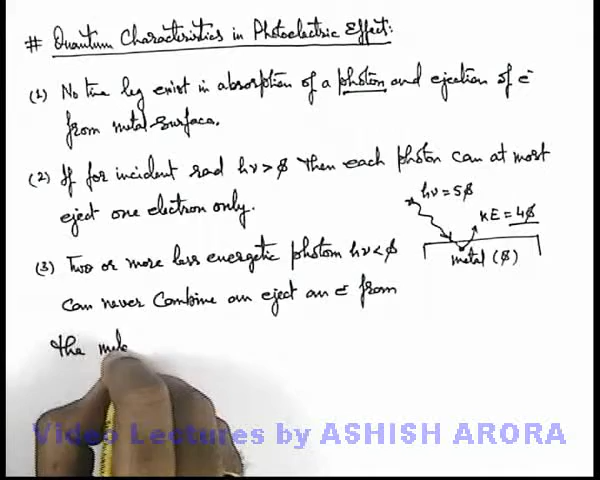 # Quantum Characteristics in Photoelectric Effect:
(1) No time leg exist in absorption of a photon and ejection of e-
from metal-surface.
(2) If for incident rad hν > φ then each photon can at most
eject one electron only.
hν = 5φ
KE = 4φ
metal (φ)
(3) Two or more less energetic photom hν < φ
can never combine an eject an e- from
the
Video Lectures by ASHISH ARORA